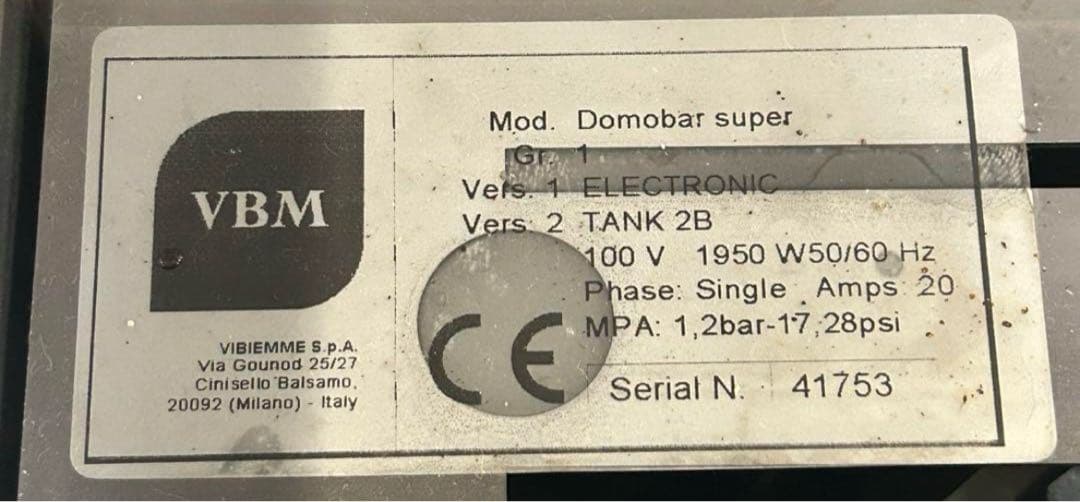 VBM
VIBIEMME S.p.A.
Via Gounod 25/27
Cinisello Balsamo,
20092 (Milano) - Italy
Mod. Domobar super
Gr. 1
Vers. 1 ELECTRONIC
Vers. 2 TANK 2B
100 V 1950 W50/60 Hz
Phase: Single Amps 20
MPA: 1,2bar-17,28psi
CE
Serial N. 41753